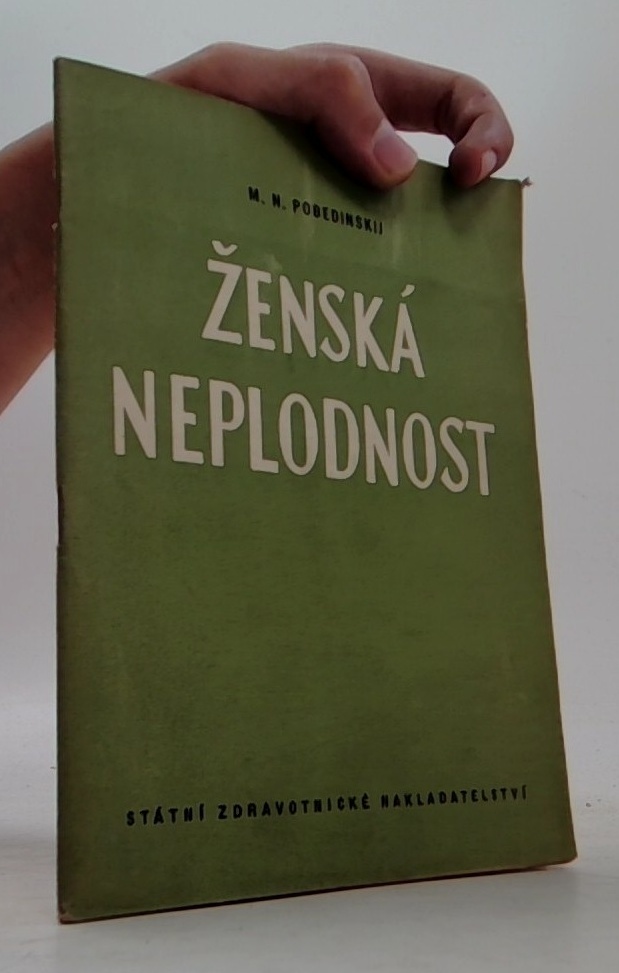 M. N. POBEDINSKIJ
ŽENSKÁ
NEPLODNOST
STÁTNÍ ZDRAVOTNICKÉ NAKLADATELSTVÍ